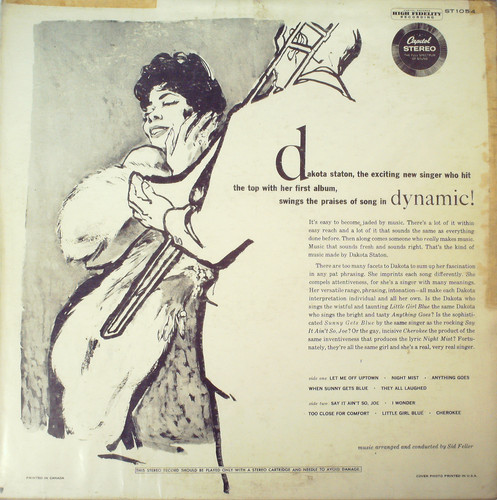 HIGH FIDELITY
RECORDING
ST1054
Capitol
STEREO
THE FULL SPECTRUM
OF SOUND
dakota staton, the exciting new singer who hit
the top with her first album,
swings the praises of song in dynamic!
It's easy to become jaded by music. There's a lot of it within
easy reach and a lot of it that sounds the same as everything
done before. Then along comes someone who really makes music.
Music that sounds fresh and sounds right. That's the kind of
music made by Dakota Staton.
There are too many facets to Dakota to sum up her fascination
in any pat phrasing. She imprints each song differently. She
compels attentiveness, for she's a singer with many meanings.
Her versatile range, phrasing, intonation—all make each Dakota
interpretation individual and all her own. Is the Dakota who
sings the wistful and taunting Little Girl Blue the same Dakota
who sings the bright and tasty Anything Goes? Is the sophisti-
cated Sunny Gets Blue by the same singer as the rocking Say
It Ain't So, Joe? Or the gay, incisive Cherokee the product of the
same inventiveness that produces the lyric Night Mist? Fortu-
nately, they're all the same girl and she's a real, very real singer.
side one LET ME OFF UPTOWN · NIGHT MIST · ANYTHING GOES
WHEN SUNNY GETS BLUE · THEY ALL LAUGHED
side two SAY IT AIN'T SO, JOE · I WONDER
TOO CLOSE FOR COMFORT · LITTLE GIRL BLUE · CHEROKEE
music arranged and conducted by Sid Feller
THIS STEREO RECORD SHOULD BE PLAYED ONLY WITH A STEREO CARTRIDGE AND NEEDLE TO AVOID DAMAGE.
COVER PHOTO PRINTED IN U.S.A.